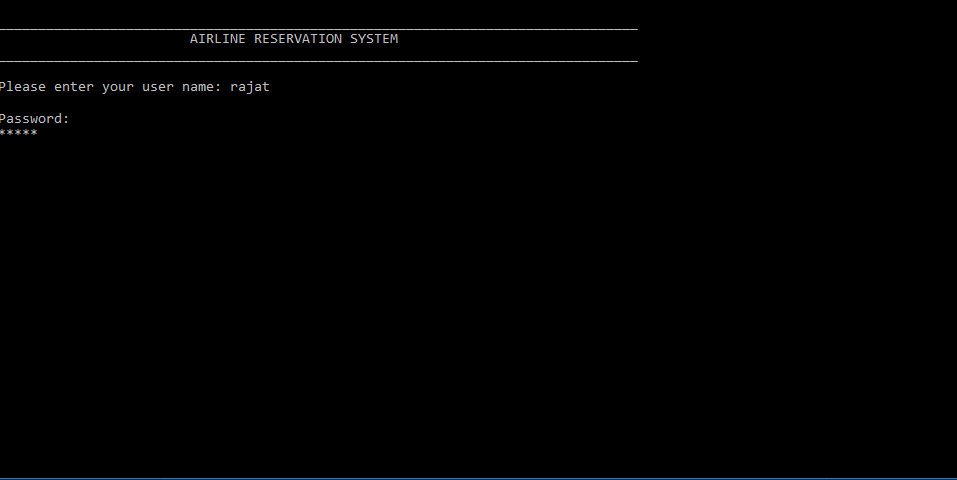 AIRLINE RESERVATION SYSTEM
Please enter your user name: rajat
Password:
*****